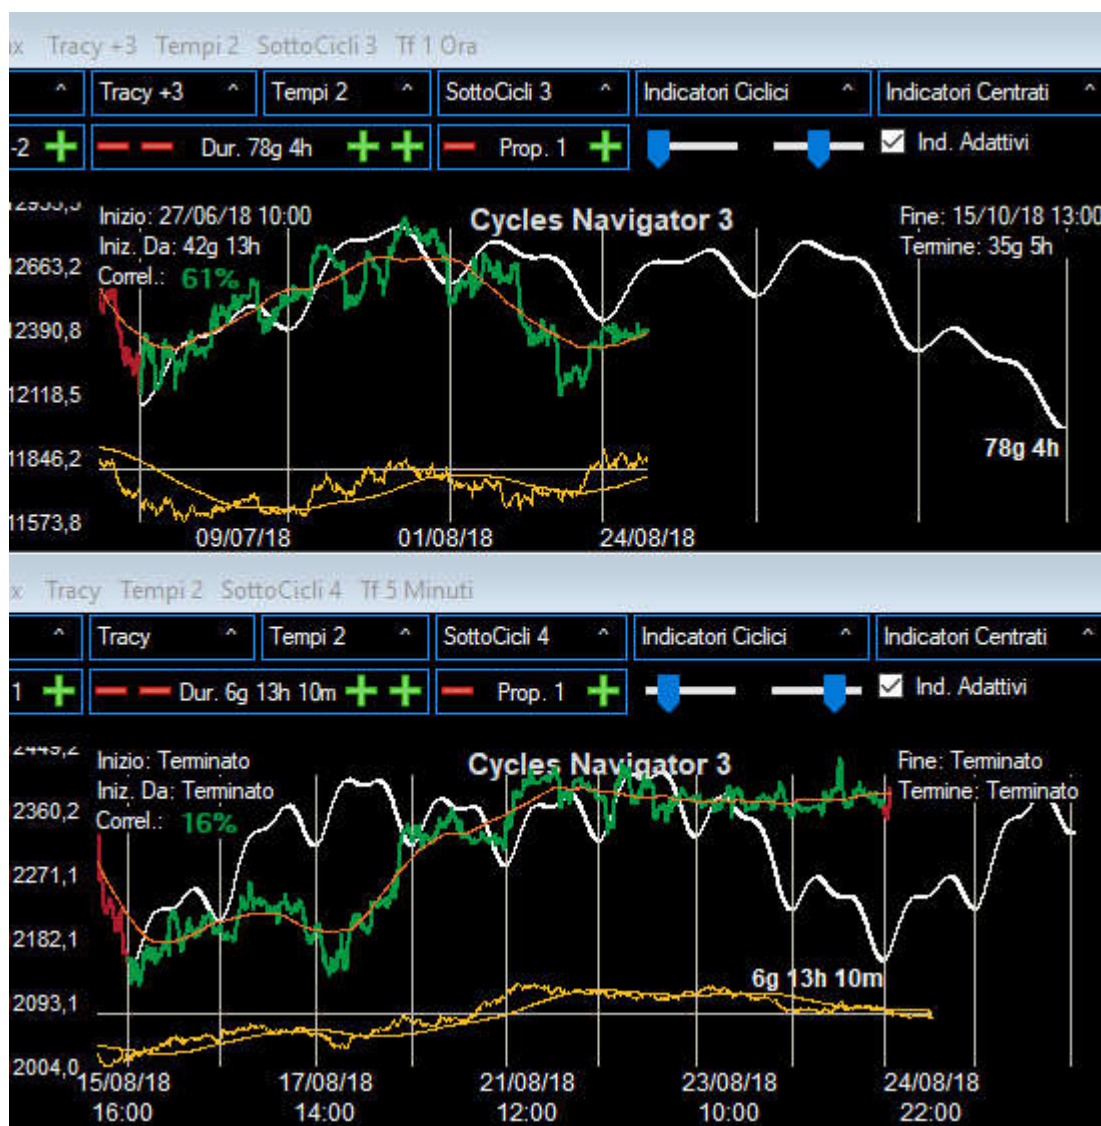 Tracy +3 Tempi 2 SottoCicli 3 Tf 1 Ora
^ Tracy +3 ^ Tempi 2 ^ SottoCicli 3 ^ Indicatori Ciclici ^ Indicatori Centrati ^
-2 Dur. 78g 4h Prop. 1 Ind. Adattivi
Inizio: 27/06/18 10:00 Cycles Navigator 3 Fine: 15/10/18 13:00
Iniz. Da: 42g 13h Termine: 35g 5h
12663,2
Correl.: 61%
12390,8
12118,5
78g 4h
11846,2
11573,8
09/07/18 01/08/18 24/08/18
x Tracy Tempi 2 SottoCicli 4 Tf 5 Minuti
^ Tracy ^ Tempi 2 ^ SottoCicli 4 ^ Indicatori Ciclici ^ Indicatori Centrati ^
1 Dur. 6g 13h 10m Prop. 1 Ind. Adattivi
2449,2
Inizio: Terminato Cycles Navigator 3 Fine: Terminato
Iniz. Da: Terminato Termine: Terminato
2360,2
Correl.: 16%
2271,1
2182,1
6g 13h 10m
2093,1
2004,0
15/08/18 17/08/18 21/08/18 23/08/18 24/08/18
16:00 14:00 12:00 10:00 22:00